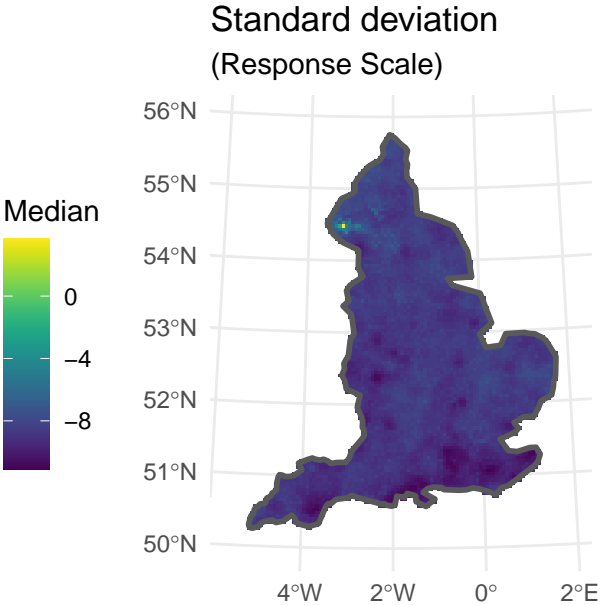 Standard deviation
(Response Scale)
Median
0
−4
−8
56°N
55°N
54°N
53°N
52°N
51°N
50°N
4°W 2°W 0° 2°E